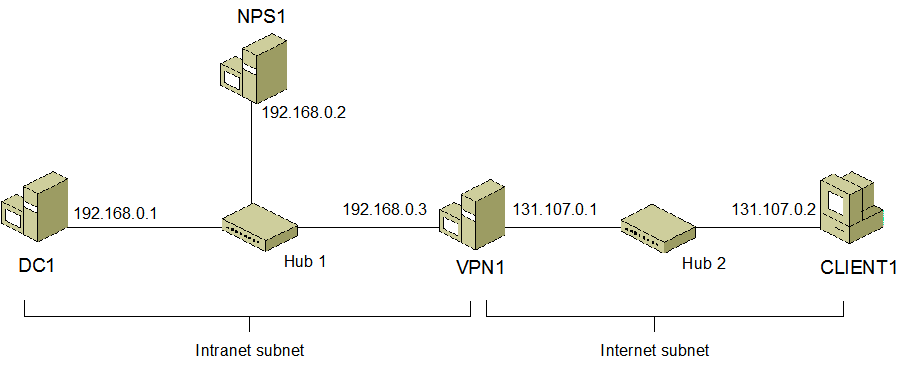 NPS1
192.168.0.2
192.168.0.1
192.168.0.3
131.107.0.1
131.107.0.2
DC1
Hub 1
VPN1
Hub 2
CLIENT1
Intranet subnet
Internet subnet